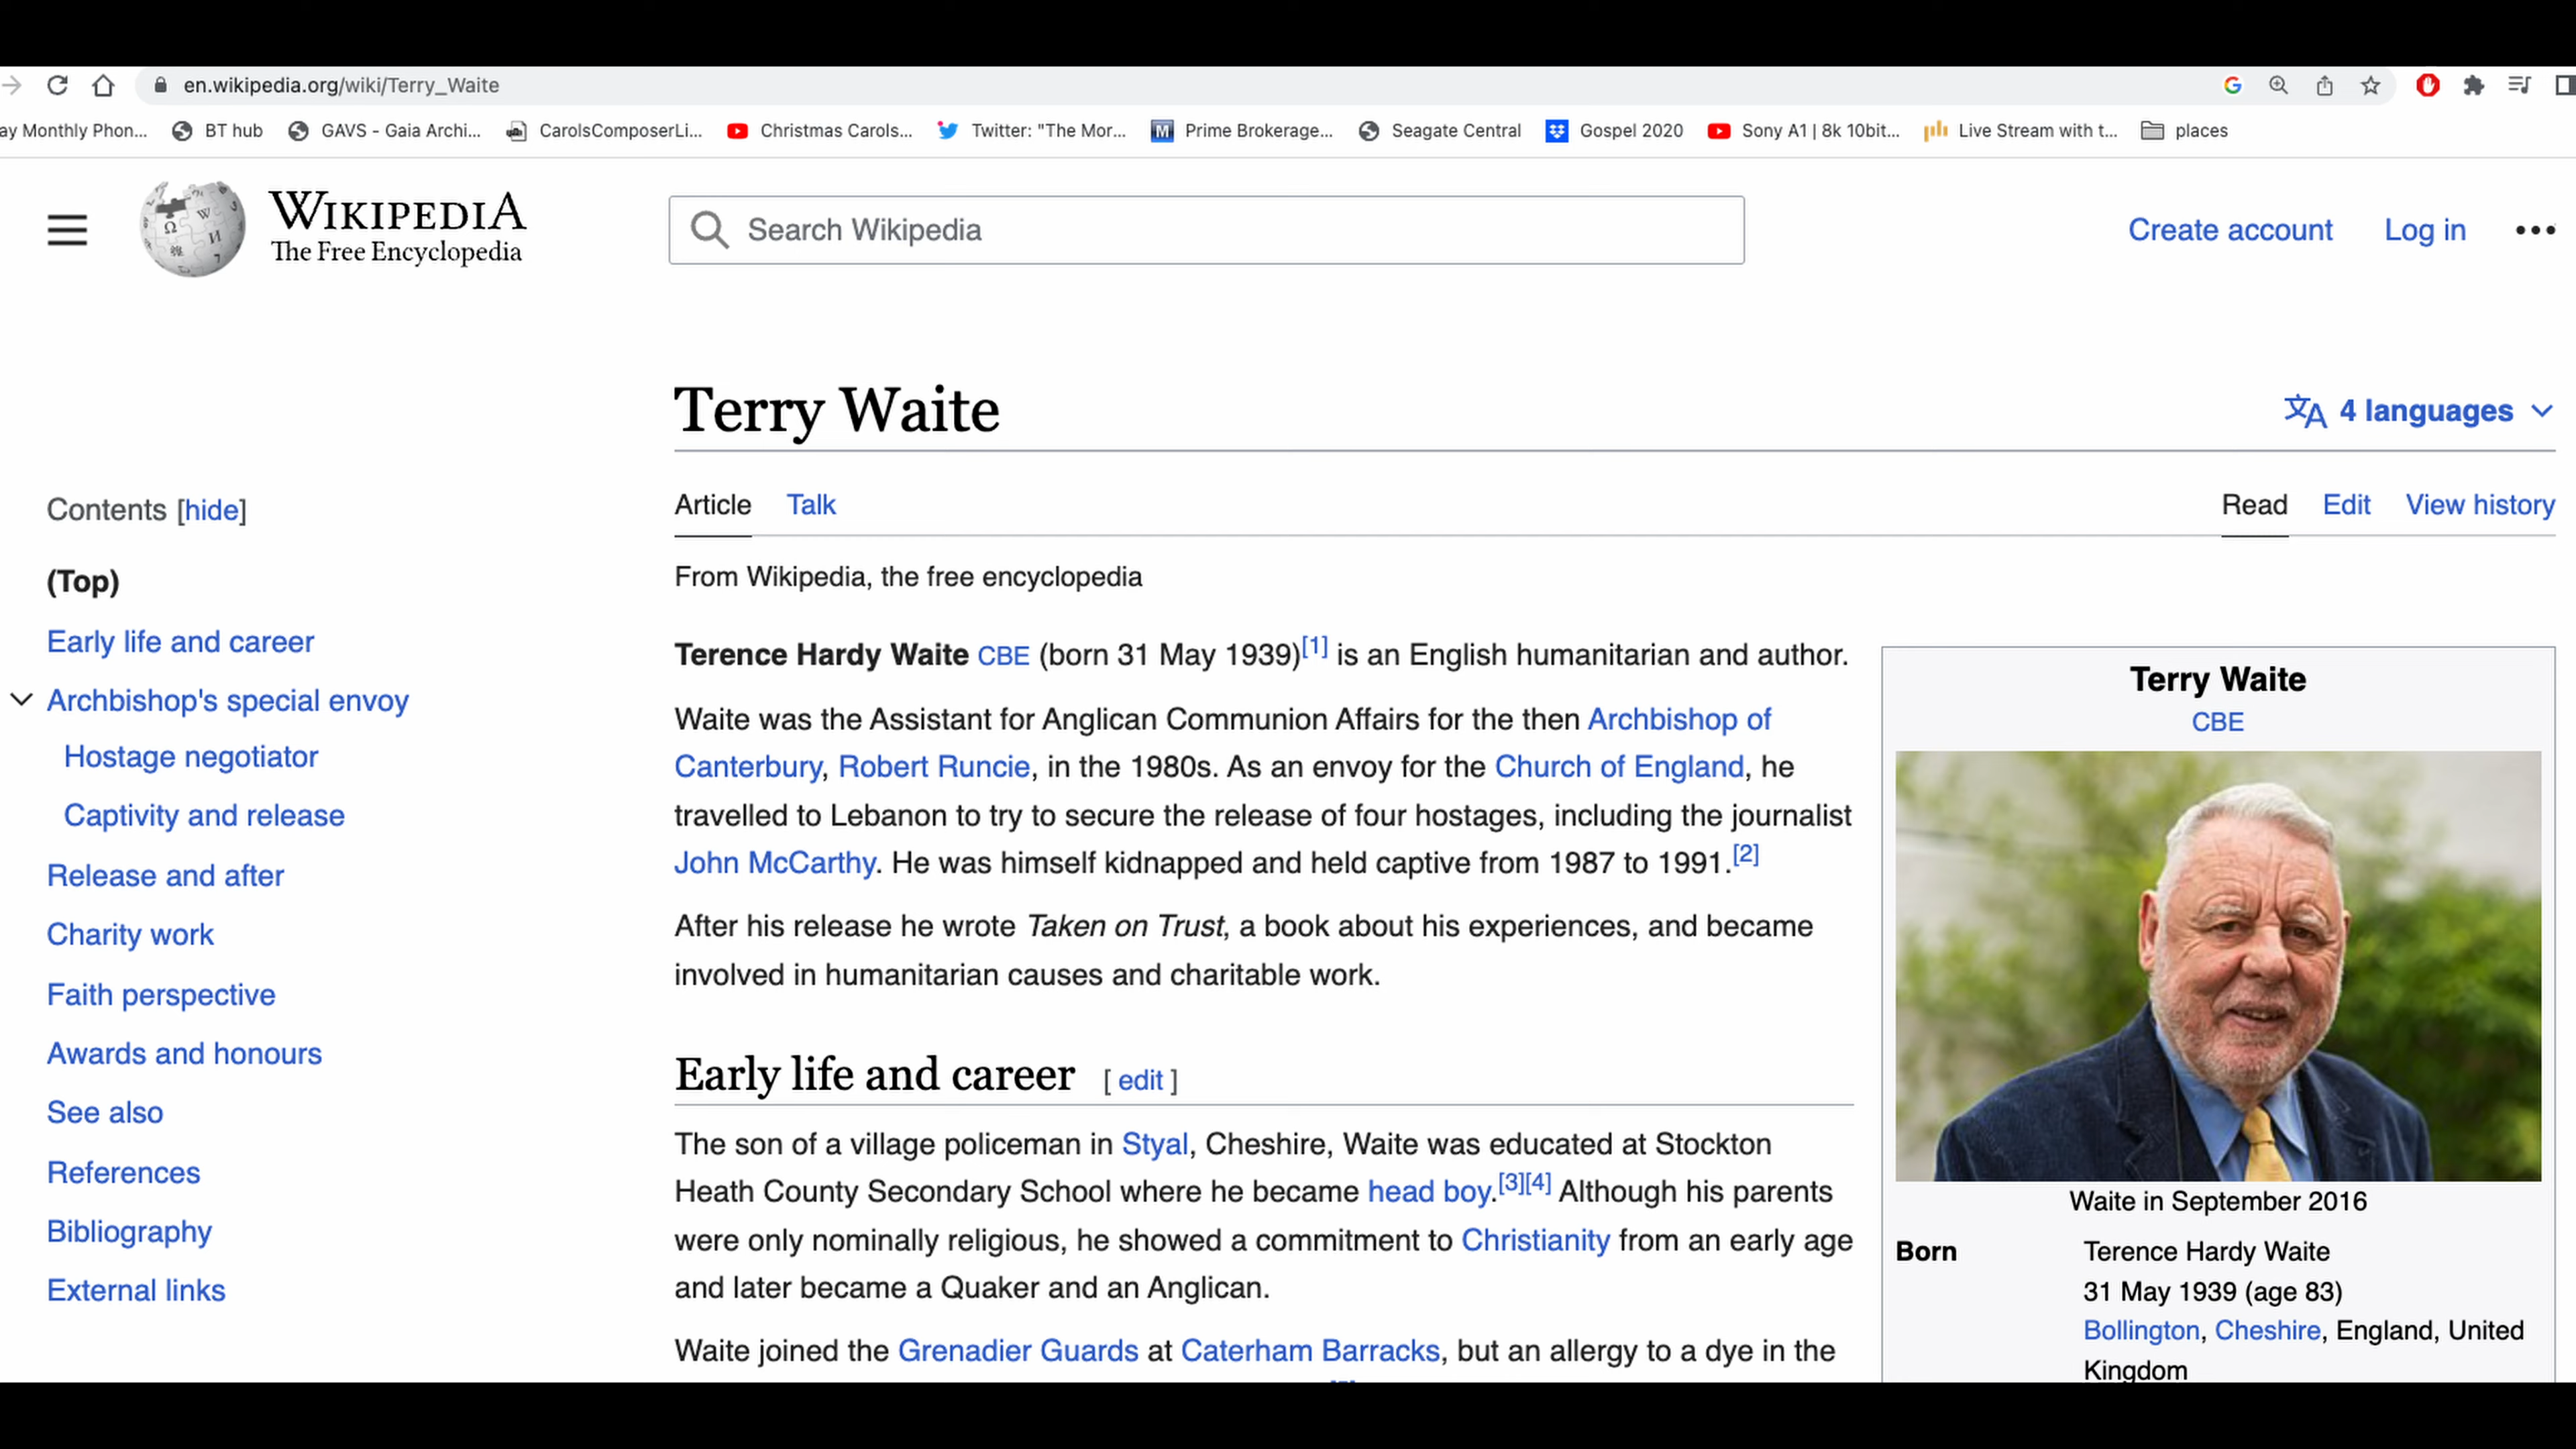 en.wikipedia.org/wiki/Terry_Waite
ay Monthly Phon... BT hub GAVS - Gaia Archi... CarolsComposerLi... Christmas Carols... Twitter: "The Mor... Prime Brokerage... Seagate Central Gospel 2020 Sony A1 | 8k 10bit... Live Stream with t... places
WIKIPEDIA
The Free Encyclopedia
Search Wikipedia
Create account Log in
Terry Waite
4 languages
Contents [hide]
(Top)
Early life and career
Archbishop's special envoy
Hostage negotiator
Captivity and release
Release and after
Charity work
Faith perspective
Awards and honours
See also
References
Bibliography
External links
Article Talk
Read Edit View history
From Wikipedia, the free encyclopedia
Terence Hardy Waite CBE (born 31 May 1939)[1] is an English humanitarian and author.
Waite was the Assistant for Anglican Communion Affairs for the then Archbishop of
Canterbury, Robert Runcie, in the 1980s. As an envoy for the Church of England, he
travelled to Lebanon to try to secure the release of four hostages, including the journalist
John McCarthy. He was himself kidnapped and held captive from 1987 to 1991.[2]
After his release he wrote Taken on Trust, a book about his experiences, and became
involved in humanitarian causes and charitable work.
Early life and career [ edit ]
The son of a village policeman in Styal, Cheshire, Waite was educated at Stockton
Heath County Secondary School where he became head boy.[3][4] Although his parents
were only nominally religious, he showed a commitment to Christianity from an early age
and later became a Quaker and an Anglican.
Waite joined the Grenadier Guards at Caterham Barracks, but an allergy to a dye in the
Terry Waite
CBE
Waite in September 2016
Born Terence Hardy Waite
31 May 1939 (age 83)
Bollington, Cheshire, England, United
Kingdom